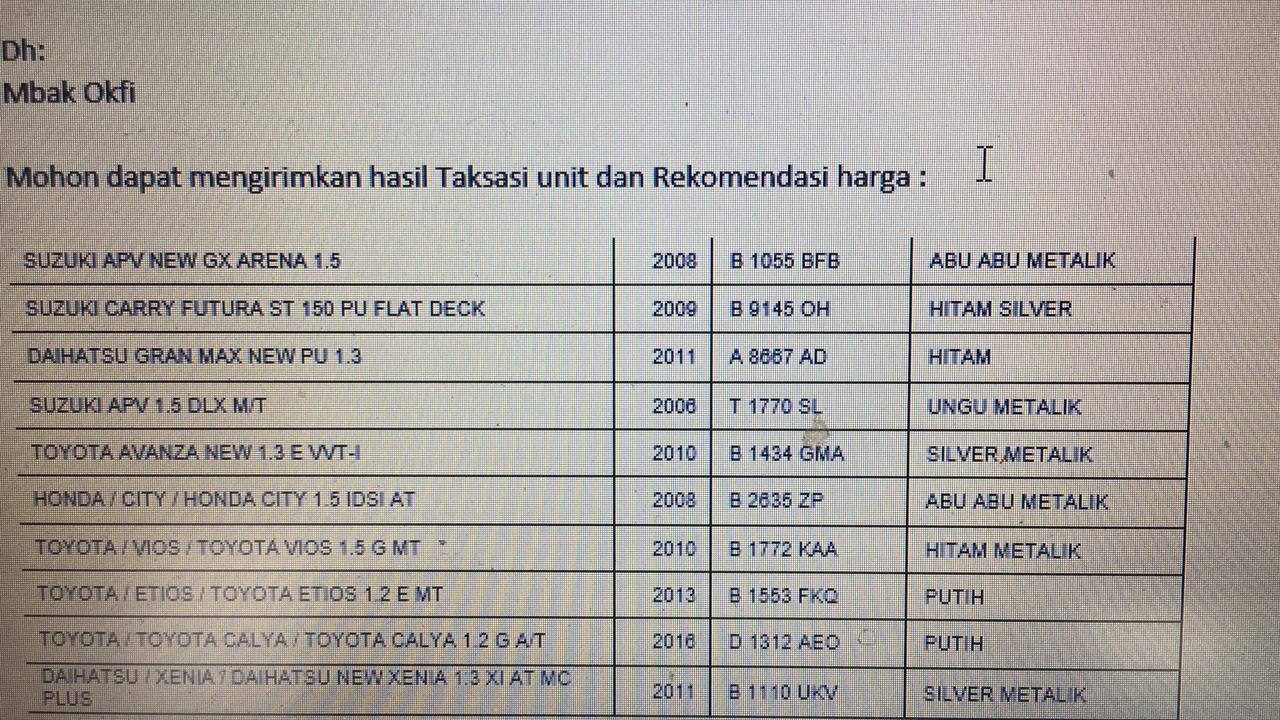 Dh:
Mbak Okfi
Mohon dapat mengirimkan hasil Taksasi unit dan Rekomendasi harga :
SUZUKI APV NEW GX ARENA 1.5 2008 B 1055 BFB ABU ABU METALIK
SUZUKI CARRY FUTURA ST 150 PU FLAT DECK 2009 B 9145 OH HITAM SILVER
DAIHATSU GRAN MAX NEW PU 1.3 2011 A 8667 AD HITAM
SUZUKI APV 1.5 DLX M/T 2006 T 1770 SL UNGU METALIK
TOYOTA AVANZA NEW 1.3 E VVT-I 2010 B 1434 GMA SILVER METALIK
HONDA / CITY / HONDA CITY 1.5 IDSI AT 2008 B 2635 ZP ABU ABU METALIK
TOYOTA / VIOS / TOYOTA VIOS 1.5 G MT 2010 B 1772 KAA HITAM METALIK
TOYOTA / ETIOS / TOYOTA ETIOS 1.2 E MT 2013 B 1553 FKQ PUTIH
TOYOTA / TOYOTA CALYA / TOYOTA CALYA 1.2 G A/T 2016 D 1312 AEO PUTIH
DAIHATSU / XENIA / DAIHATSU NEW XENIA 1.3 XI AT MC
PLUS 2011 B 1110 UKV SILVER METALIK